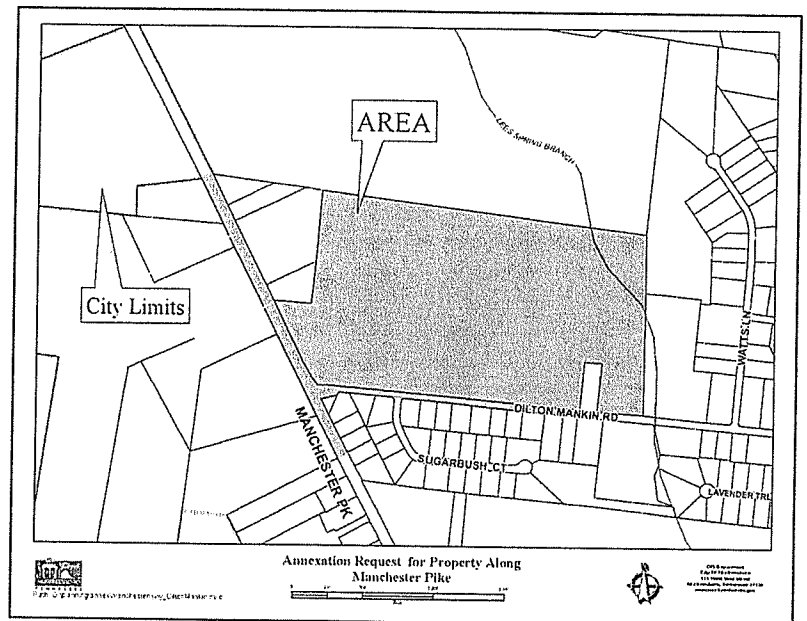 AREA
LEES SPRING BRANCH
City Limits
WATTS LN
DILTON MANKIN RD
MANCHESTER PK
SUGARBUSH CT
LAVENDER TRL
Annexation Request for Property Along
Manchester Pike